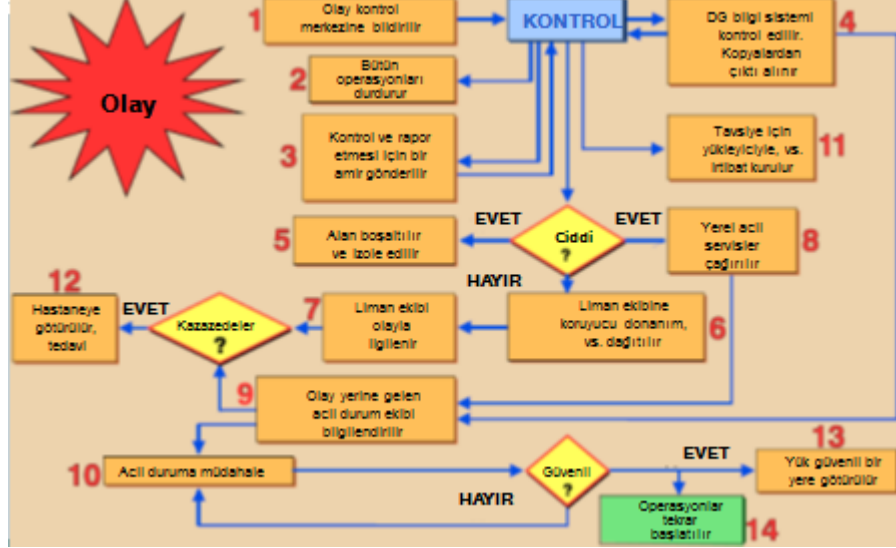 Olay
1
Olay kontrol
merkezine bildirilir
KONTROL
DG bilgi sistemi
kontrol edilir.
Kopyalardan
çıktı alınır
4
2
Bütün
operasyonları
durdurur
3
Kontrol ve rapor
etmesi için bir
amir gönderilir
Tavsiye için
yükleyiciyle, vs.
irtibat kurulur
11
5
Alan boşaltılır
ve izole edilir
EVET
Ciddi
?
EVET
Yerel acil
servisler
çağırılır
8
HAYIR
12
Hastaneye
götürülür,
tedavi
EVET
Kazazedeler
?
7
Liman ekibi
olayla
ilgilenir
Liman ekibine
koruyucu donanım,
vs. dağıtılır
6
9
Olay yerine gelen
acil durum ekibi
bilgilendirilir
10
Acil duruma müdahale
Güvenli
?
EVET
13
Yük güvenli bir
yere götürülür
HAYIR
Operasyonlar
tekrar
başlatılır
14